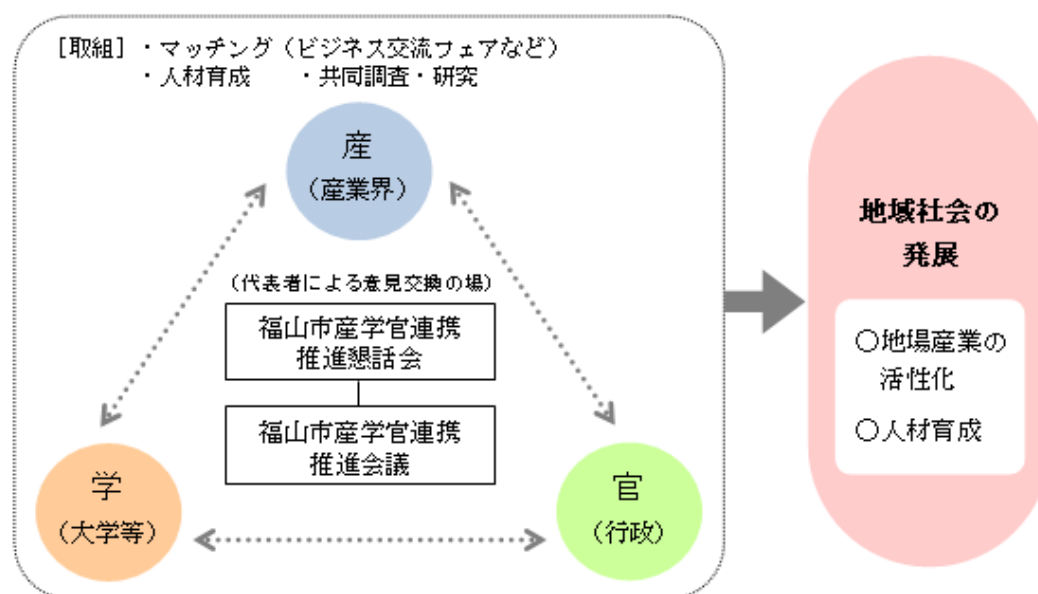 [取組]・マッチング（ビジネス交流フェアなど）
・人材育成　・共同調査・研究
産
（産業界）
（代表者による意見交換の場）
福山市産学官連携
推進懇話会
福山市産学官連携
推進会議
学
（大学等）
官
（行政）
地域社会の
発展
○地場産業の
活性化
○人材育成